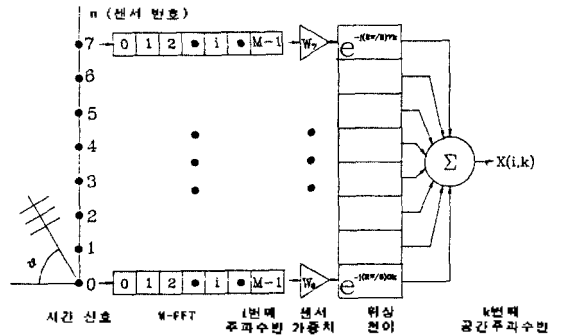 n (센서 번호)
7
0 1 2 i M-1
W₇
6
5
4
3
2
1
0
Σ
X(i,k)
ϑ
0 1 2 i M-1
시간 신호
M-FFT
i번째
주파수빈
센서
가중치
위상
천이
k번째
공간주파수빈